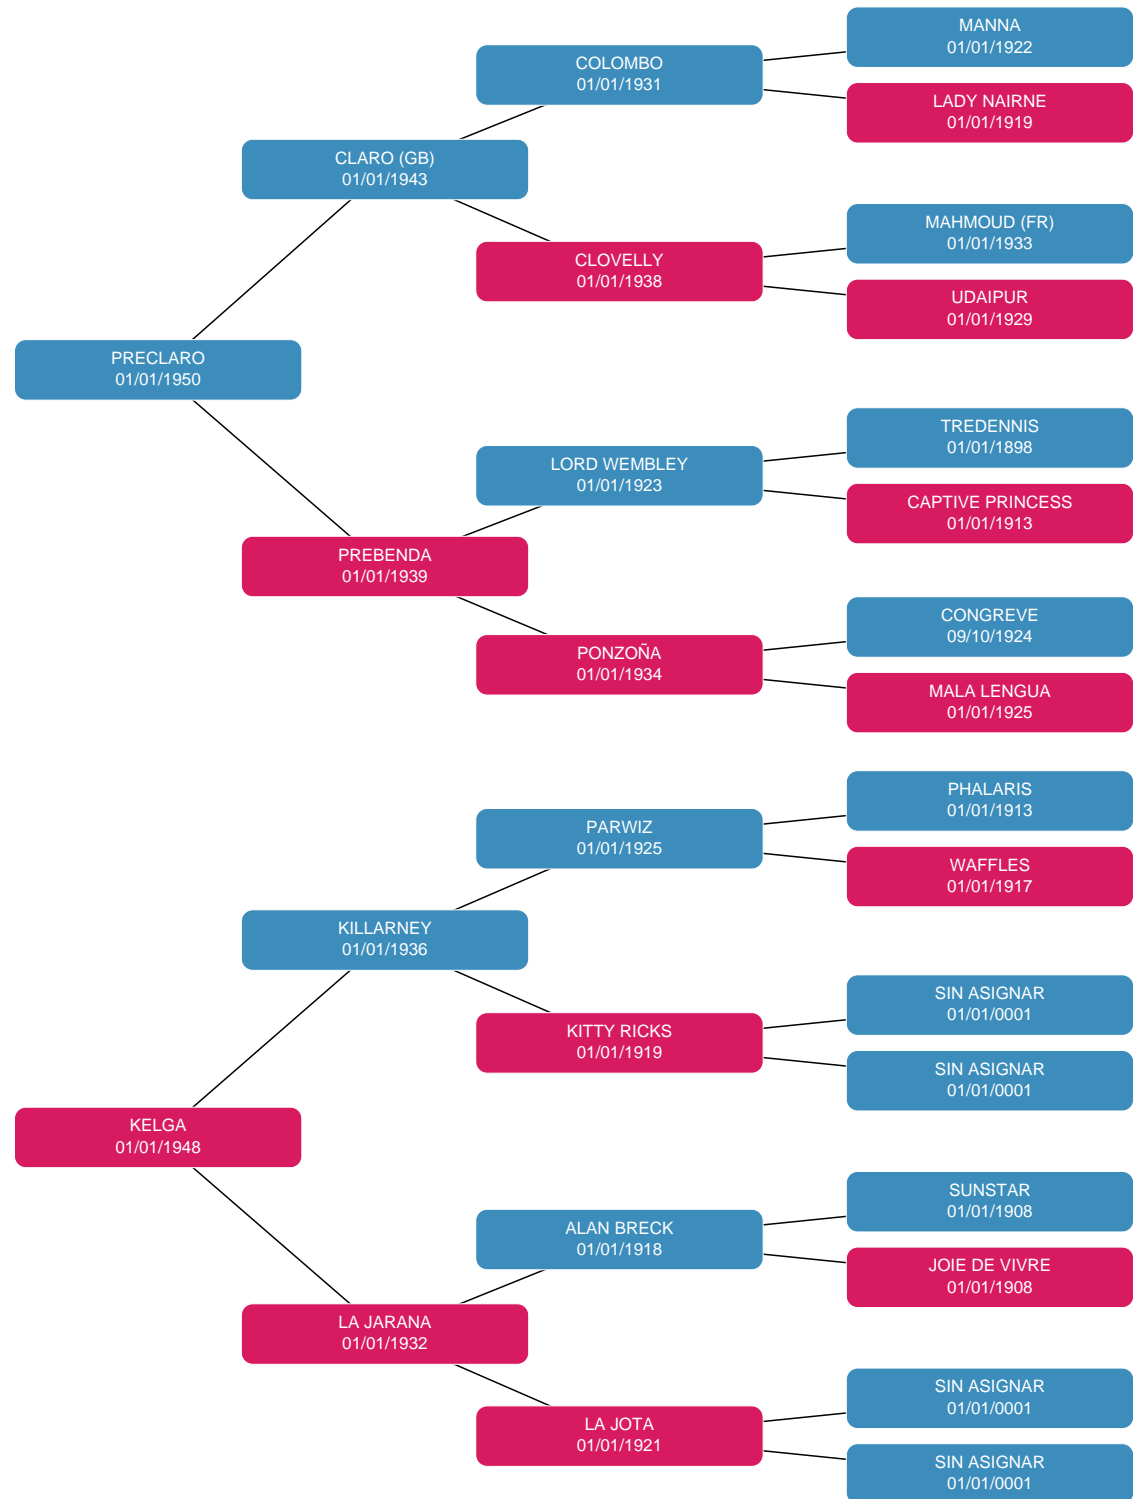 MANNA
01/01/1922
COLOMBO
01/01/1931
LADY NAIRNE
01/01/1919
CLARO (GB)
01/01/1943
MAHMOUD (FR)
01/01/1933
CLOVELLY
01/01/1938
UDAIPUR
01/01/1929
PRECLARO
01/01/1950
TREDENNIS
01/01/1898
LORD WEMBLEY
01/01/1923
CAPTIVE PRINCESS
01/01/1913
PREBENDA
01/01/1939
CONGREVE
09/10/1924
PONZOÑA
01/01/1934
MALA LENGUA
01/01/1925
PHALARIS
01/01/1913
PARWIZ
01/01/1925
WAFFLES
01/01/1917
KILLARNEY
01/01/1936
SIN ASIGNAR
01/01/0001
KITTY RICKS
01/01/1919
SIN ASIGNAR
01/01/0001
KELGA
01/01/1948
SUNSTAR
01/01/1908
ALAN BRECK
01/01/1918
JOIE DE VIVRE
01/01/1908
LA JARANA
01/01/1932
SIN ASIGNAR
01/01/0001
LA JOTA
01/01/1921
SIN ASIGNAR
01/01/0001